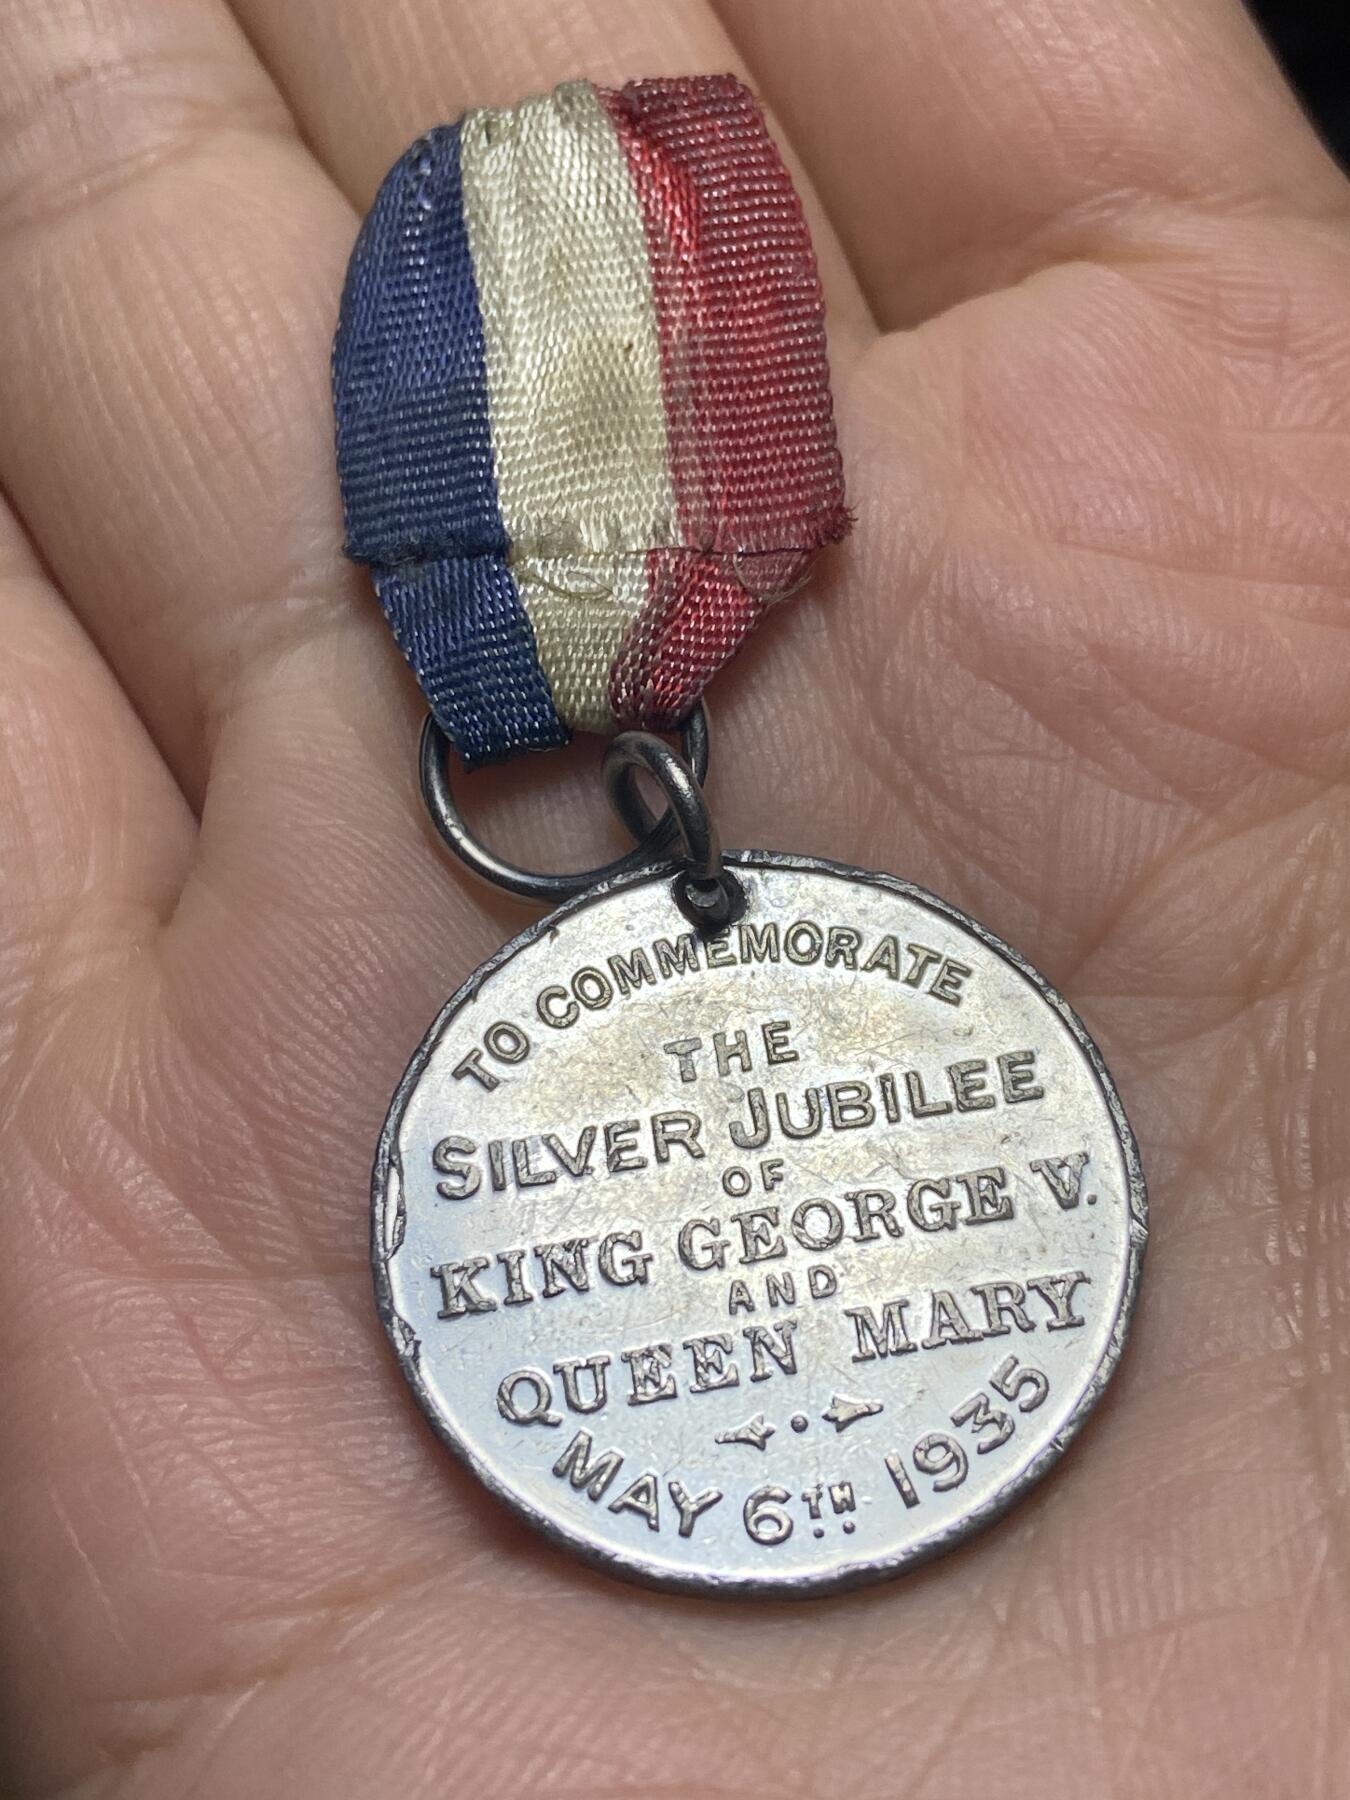 TO COMMEMORATE
THE
SILVER JUBILEE
OF
KING GEORGE V.
AND
QUEEN MARY
MAY 6TH 1935